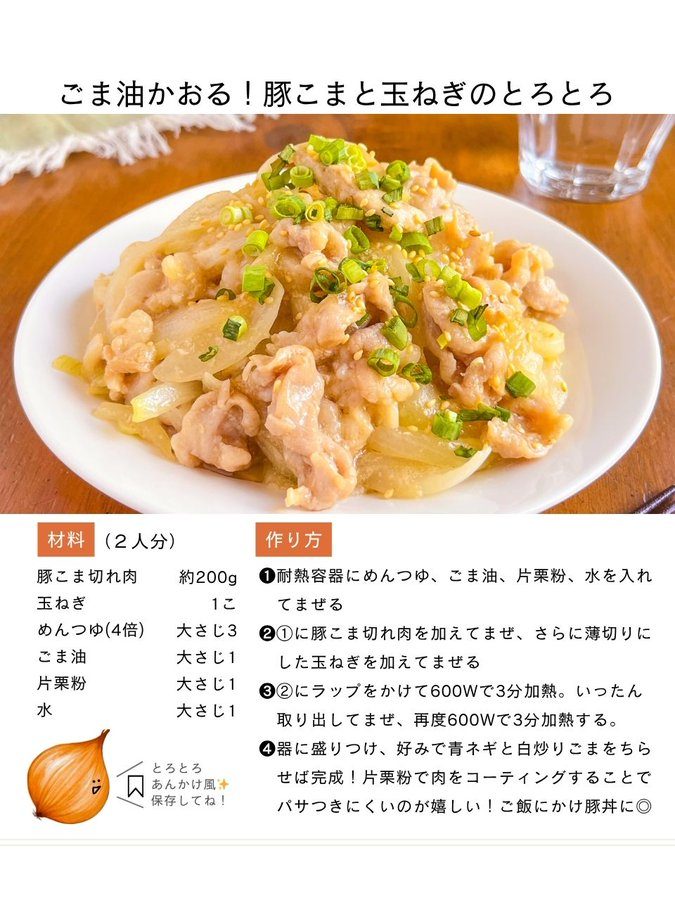 ごま油かおる！豚こまと玉ねぎのとろとろ
材料（２人分）
豚こま切れ肉 約200g
玉ねぎ 1こ
めんつゆ(4倍) 大さじ3
ごま油 大さじ1
片栗粉 大さじ1
水 大さじ1
とろとろ
あんかけ風✨
保存してね！
作り方
❶耐熱容器にめんつゆ、ごま油、片栗粉、水を入れ
てまぜる
❷①に豚こま切れ肉を加えてまぜ、さらに薄切りに
した玉ねぎを加えてまぜる
❸②にラップをかけて600Wで3分加熱。いったん
取り出してまぜ、再度600Wで3分加熱する。
❹器に盛りつけ、好みで青ネギと白炒りごまをちら
せば完成！片栗粉で肉をコーティングすることで
パサつきにくいのが嬉しい！ご飯にかけ豚丼に◎